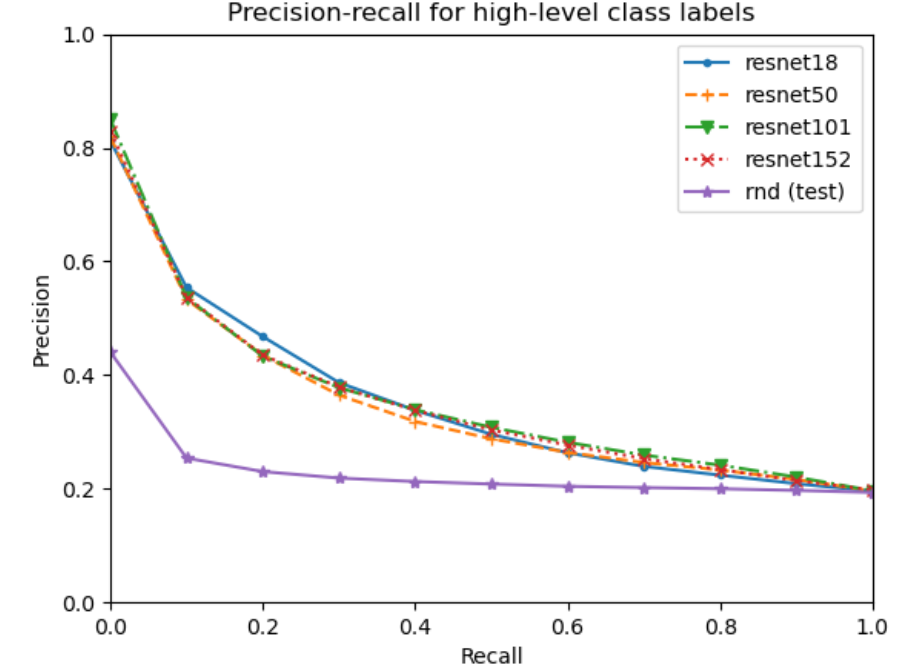 Precision-recall for high-level class labels
1.0
0.8
0.6
0.4
0.2
0.0
Precision
resnet18
resnet50
resnet101
resnet152
rnd (test)
0.0 0.2 0.4 0.6 0.8 1.0
Recall